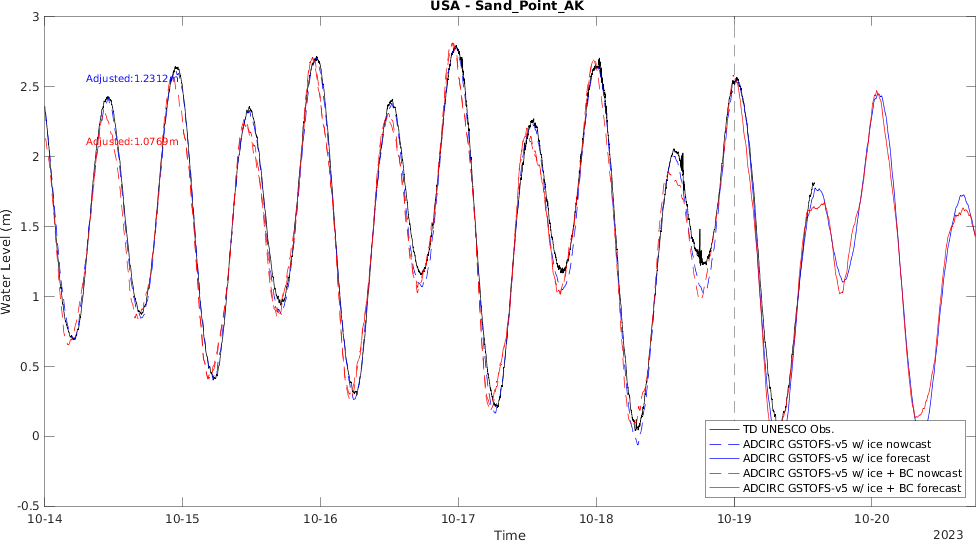 USA - Sand_Point_AK
3
2.5
2
1.5
1
0.5
0
-0.5
Water Level (m)
Adjusted:1.2312m
Adjusted:1.0769m
TD UNESCO Obs.
ADCIRC GSTOFS-v5 w/ ice nowcast
ADCIRC GSTOFS-v5 w/ ice forecast
ADCIRC GSTOFS-v5 w/ ice + BC nowcast
ADCIRC GSTOFS-v5 w/ ice + BC forecast
10-14 10-15 10-16 10-17 10-18 10-19 10-20
Time
2023